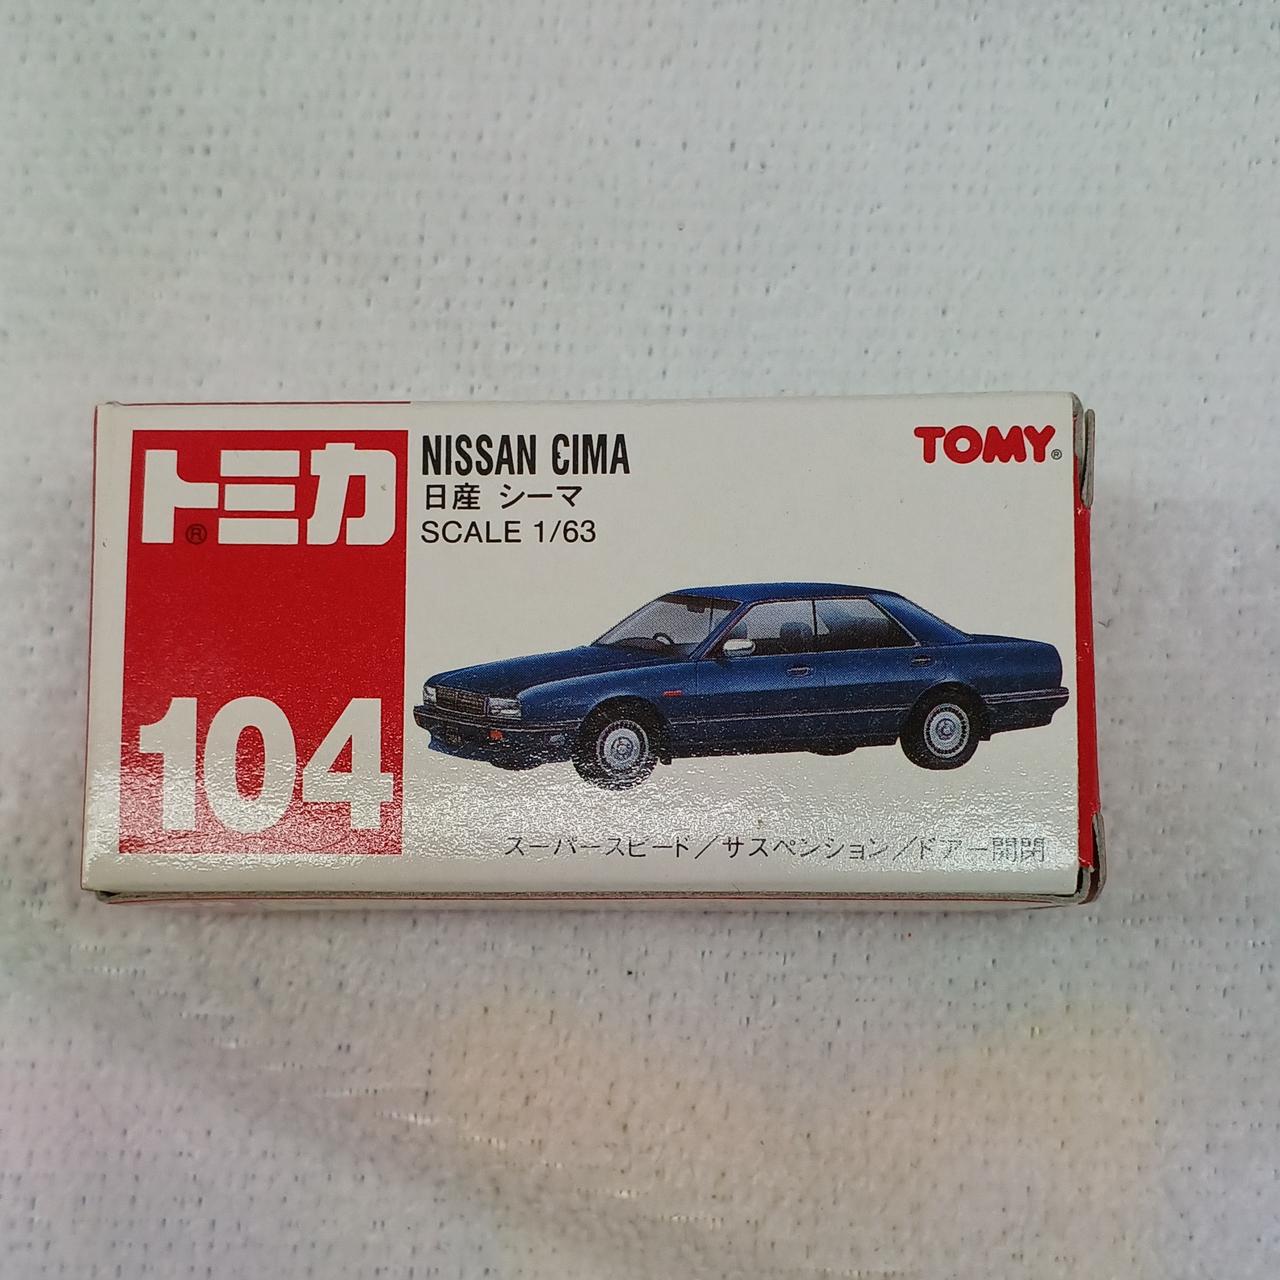 トミカ®
104
NISSAN CIMA
日産 シーマ
SCALE 1/63
TOMY®
スーパースピード/サスペンション/ドアー開閉